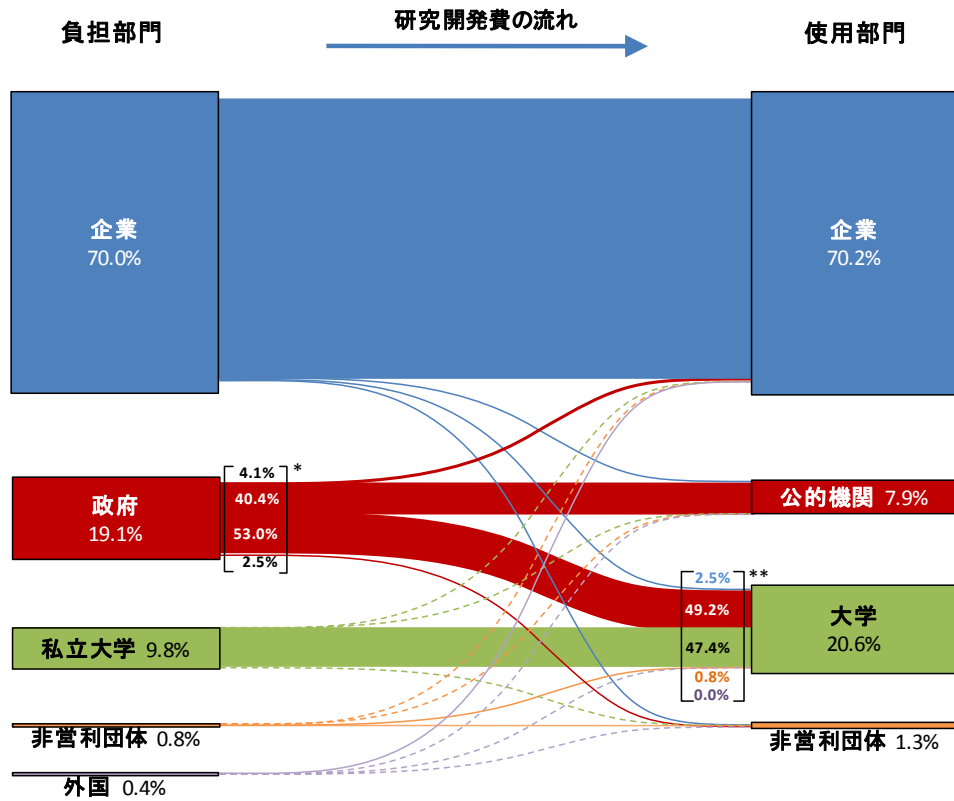 研究開発費の流れ
負担部門
使用部門
企業
70.0%
企業
70.2%
政府
19.1%
4.1%
40.4%
53.0%
2.5%
*
公的機関 7.9%
私立大学 9.8%
2.5%
49.2%
47.4%
0.8%
0.0%
**
大学
20.6%
非営利団体 0.8%
非営利団体 1.3%
外国 0.4%